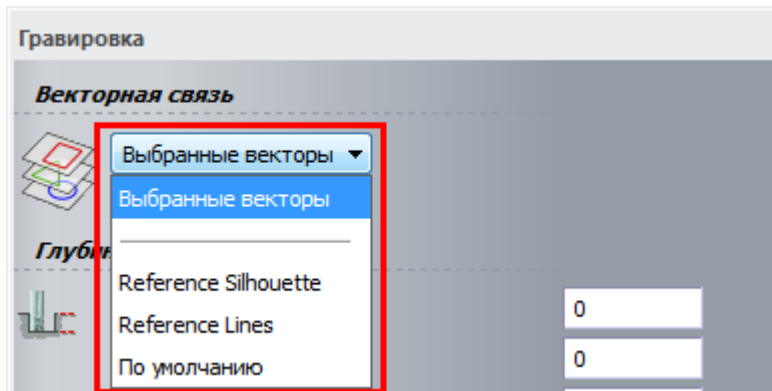 Гравировка
Векторная связь
Выбранные векторы
Выбранные векторы
Reference Silhouette
Reference Lines
По умолчанию
0
0